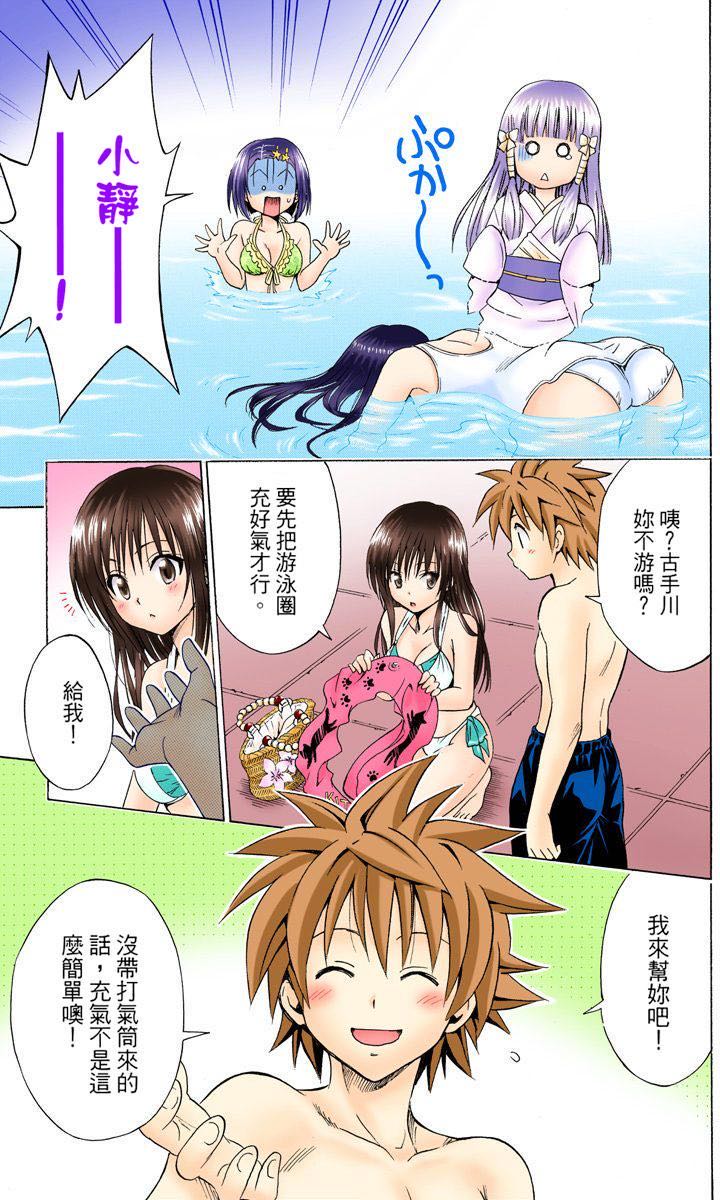 小靜——
——！
ぷか〜っ
咦？古手川
妳不游嗎？
要先把游泳圈
充好氣才行。
給我！
我來幫妳吧！
沒帶打氣筒來的
話，充氣不是這
麼簡單噢！